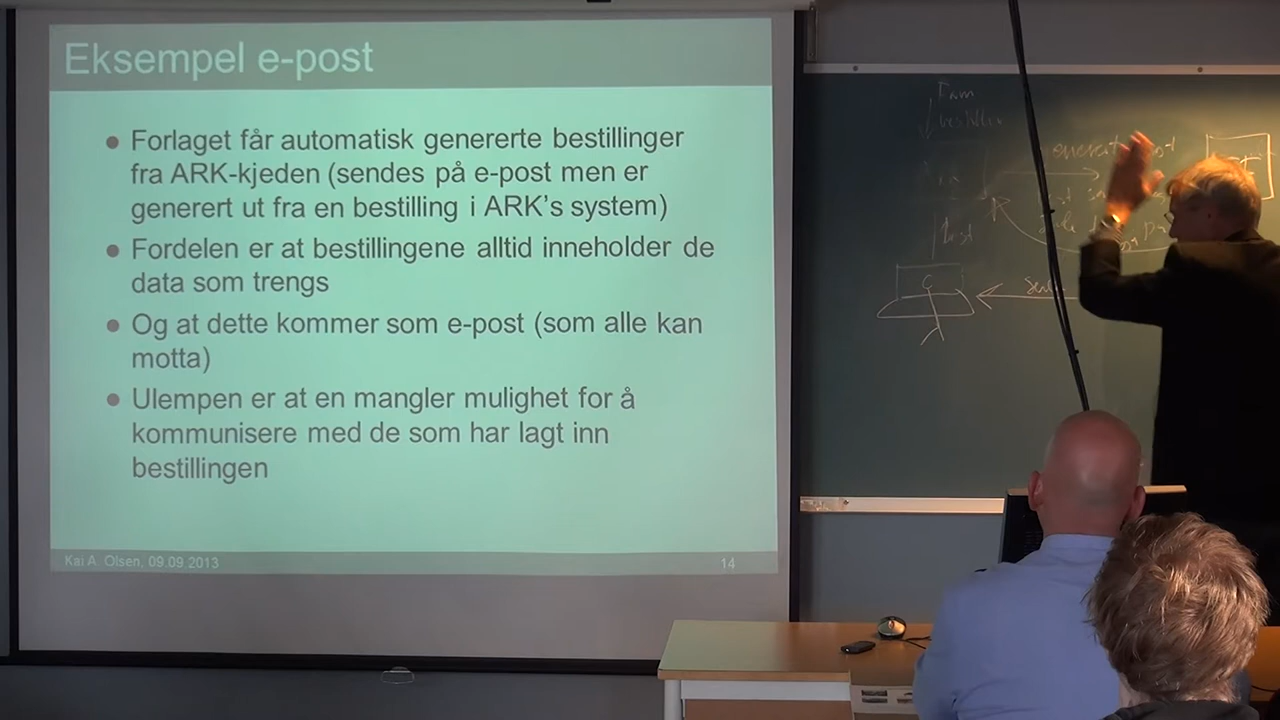 Eksempel e-post
● Forlaget får automatisk genererte bestillinger
fra ARK-kjeden (sendes på e-post men er
generert ut fra en bestilling i ARK's system)
● Fordelen er at bestillingene alltid inneholder de
data som trengs
● Og at dette kommer som e-post (som alle kan
motta)
● Ulempen er at en mangler mulighet for å
kommunisere med de som har lagt inn
bestillingen
Kai A. Olsen, 09.09.2013
14